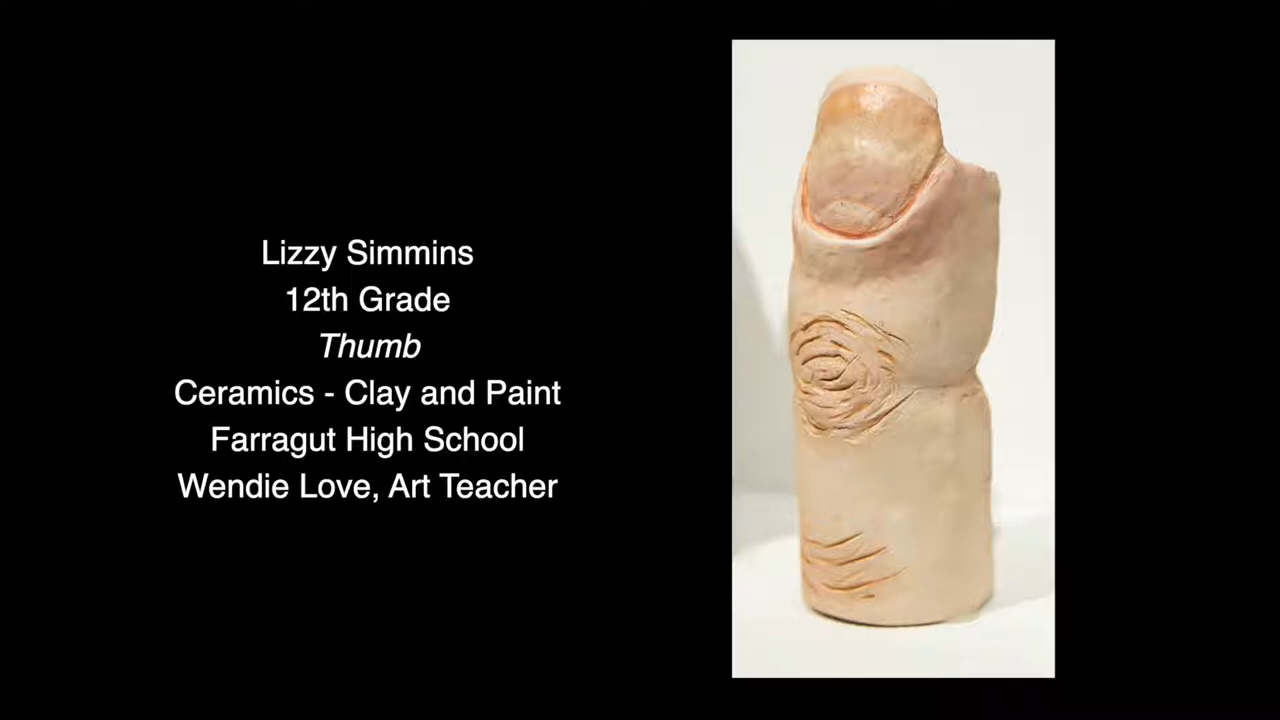 Lizzy Simmins
12th Grade
Thumb
Ceramics - Clay and Paint
Farragut High School
Wendie Love, Art Teacher